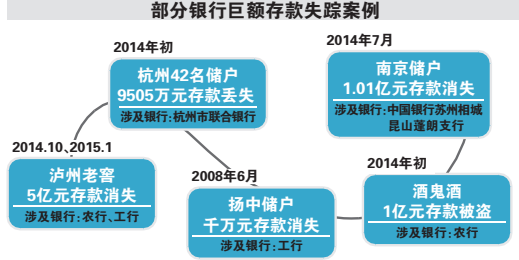 部分银行巨额存款失踪案例
2014年初
杭州42名储户
9505万元存款丢失
涉及银行:杭州市联合银行
2014年7月
南京储户
1.01亿元存款消失
涉及银行:中国银行苏州相城
昆山蓬朗支行
2014.10、2015.1
泸州老窖
5亿元存款消失
涉及银行:农行、工行
2008年6月
扬中储户
千万元存款消失
涉及银行:工行
2014年初
酒鬼酒
1亿元存款被盗
涉及银行:农行